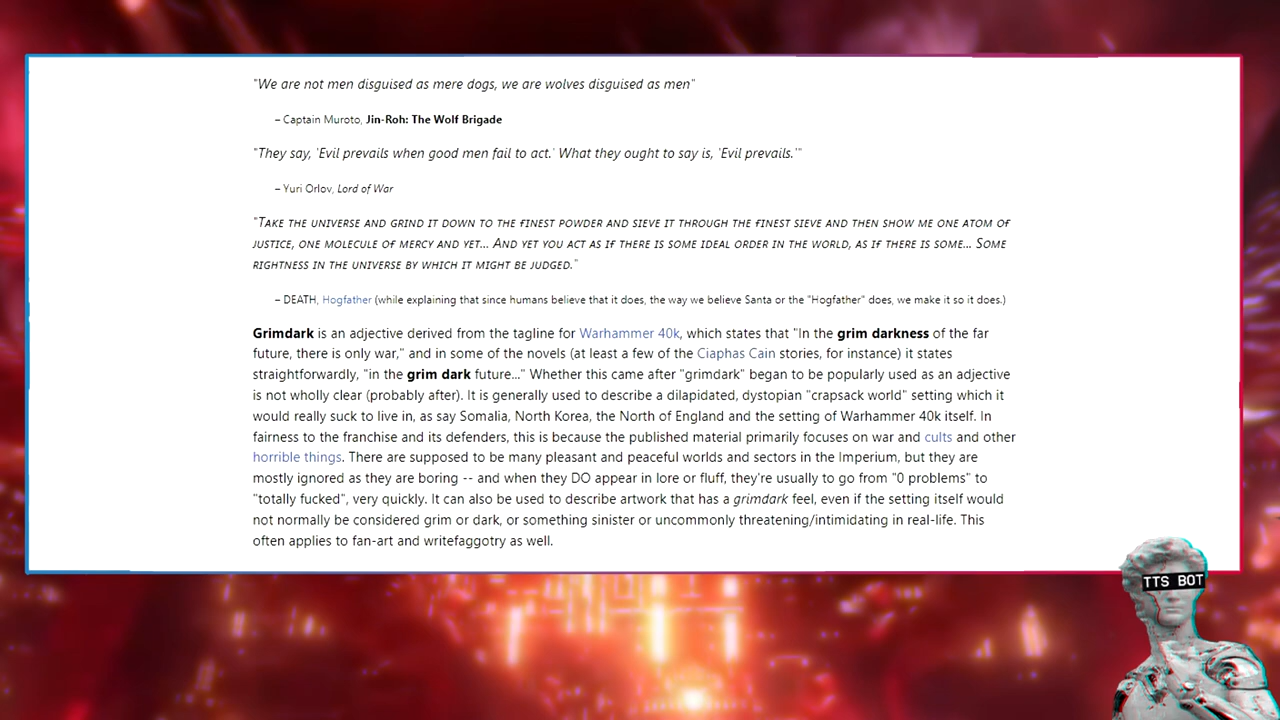 "We are not men disguised as mere dogs, we are wolves disguised as men"
– Captain Muroto, Jin-Roh: The Wolf Brigade
"They say, 'Evil prevails when good men fail to act.' What they ought to say is, 'Evil prevails.'"
– Yuri Orlov, Lord of War
"TAKE THE UNIVERSE AND GRIND IT DOWN TO THE FINEST POWDER AND SIEVE IT THROUGH THE FINEST SIEVE AND THEN SHOW ME ONE ATOM OF
JUSTICE, ONE MOLECULE OF MERCY AND YET... AND YET YOU ACT AS IF THERE IS SOME IDEAL ORDER IN THE WORLD, AS IF THERE IS SOME... SOME
RIGHTNESS IN THE UNIVERSE BY WHICH IT MIGHT BE JUDGED."
– DEATH, Hogfather (while explaining that since humans believe that it does, the way we believe Santa or the "Hogfather" does, we make it so it does.)
Grimdark is an adjective derived from the tagline for Warhammer 40k, which states that "In the grim darkness of the far
future, there is only war," and in some of the novels (at least a few of the Ciaphas Cain stories, for instance) it states
straightforwardly, "in the grim dark future..." Whether this came after "grimdark" began to be popularly used as an adjective
is not wholly clear (probably after). It is generally used to describe a dilapidated, dystopian "crapsack world" setting which it
would really suck to live in, as say Somalia, North Korea, the North of England and the setting of Warhammer 40k itself. In
fairness to the franchise and its defenders, this is because the published material primarily focuses on war and cults and other
horrible things. There are supposed to be many pleasant and peaceful worlds and sectors in the Imperium, but they are
mostly ignored as they are boring -- and when they DO appear in lore or fluff, they're usually to go from "0 problems" to
"totally fucked", very quickly. It can also be used to describe artwork that has a grimdark feel, even if the setting itself would
not normally be considered grim or dark, or something sinister or uncommonly threatening/intimidating in real-life. This
often applies to fan-art and writefaggotry as well.
TTS BOT